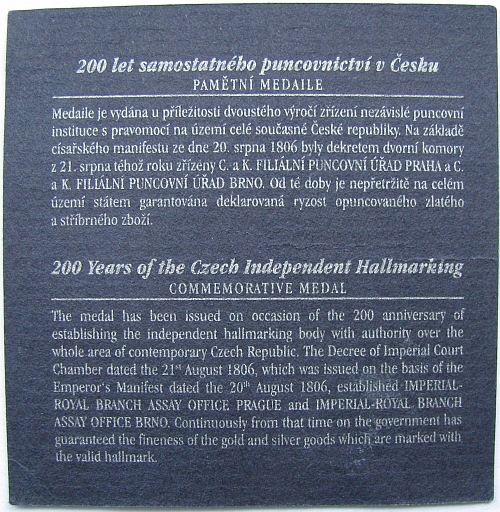 200 let samostatného puncovnictví v Česku
PAMĚTNÍ MEDAILE
Medaile je vydána u příležitosti dvoustého výročí zřízení nezávislé puncovní
instituce s pravomocí na území celé současné České republiky. Na základě
císařského manifestu ze dne 20. srpna 1806 byly dekretem dvorní komory
z 21. srpna téhož roku zřízeny C. a K. FILIÁLNÍ PUNCOVNÍ ÚŘAD PRAHA a C.
a K. FILIÁLNÍ PUNCOVNÍ ÚŘAD BRNO. Od té doby je nepřetržitě na celém
území státem garantována deklarovaná ryzost opuncovaného zlatého
a stříbrného zboží.
200 Years of the Czech Independent Hallmarking
COMMEMORATIVE MEDAL
The medal has been issued on occasion of the 200 anniversary of
establishing the independent hallmarking body with authority over the
whole area of contemporary Czech Republic. The Decree of Imperial Court
Chamber dated the 21st August 1806, which was issued on the basis of the
Emperor's Manifest dated the 20th August 1806, established IMPERIAL-
ROYAL BRANCH ASSAY OFFICE PRAGUE and IMPERIAL-ROYAL BRANCH
ASSAY OFFICE BRNO. Continuously from that time on the government has
guaranteed the fineness of the gold and silver goods which are marked with
the valid hallmark.